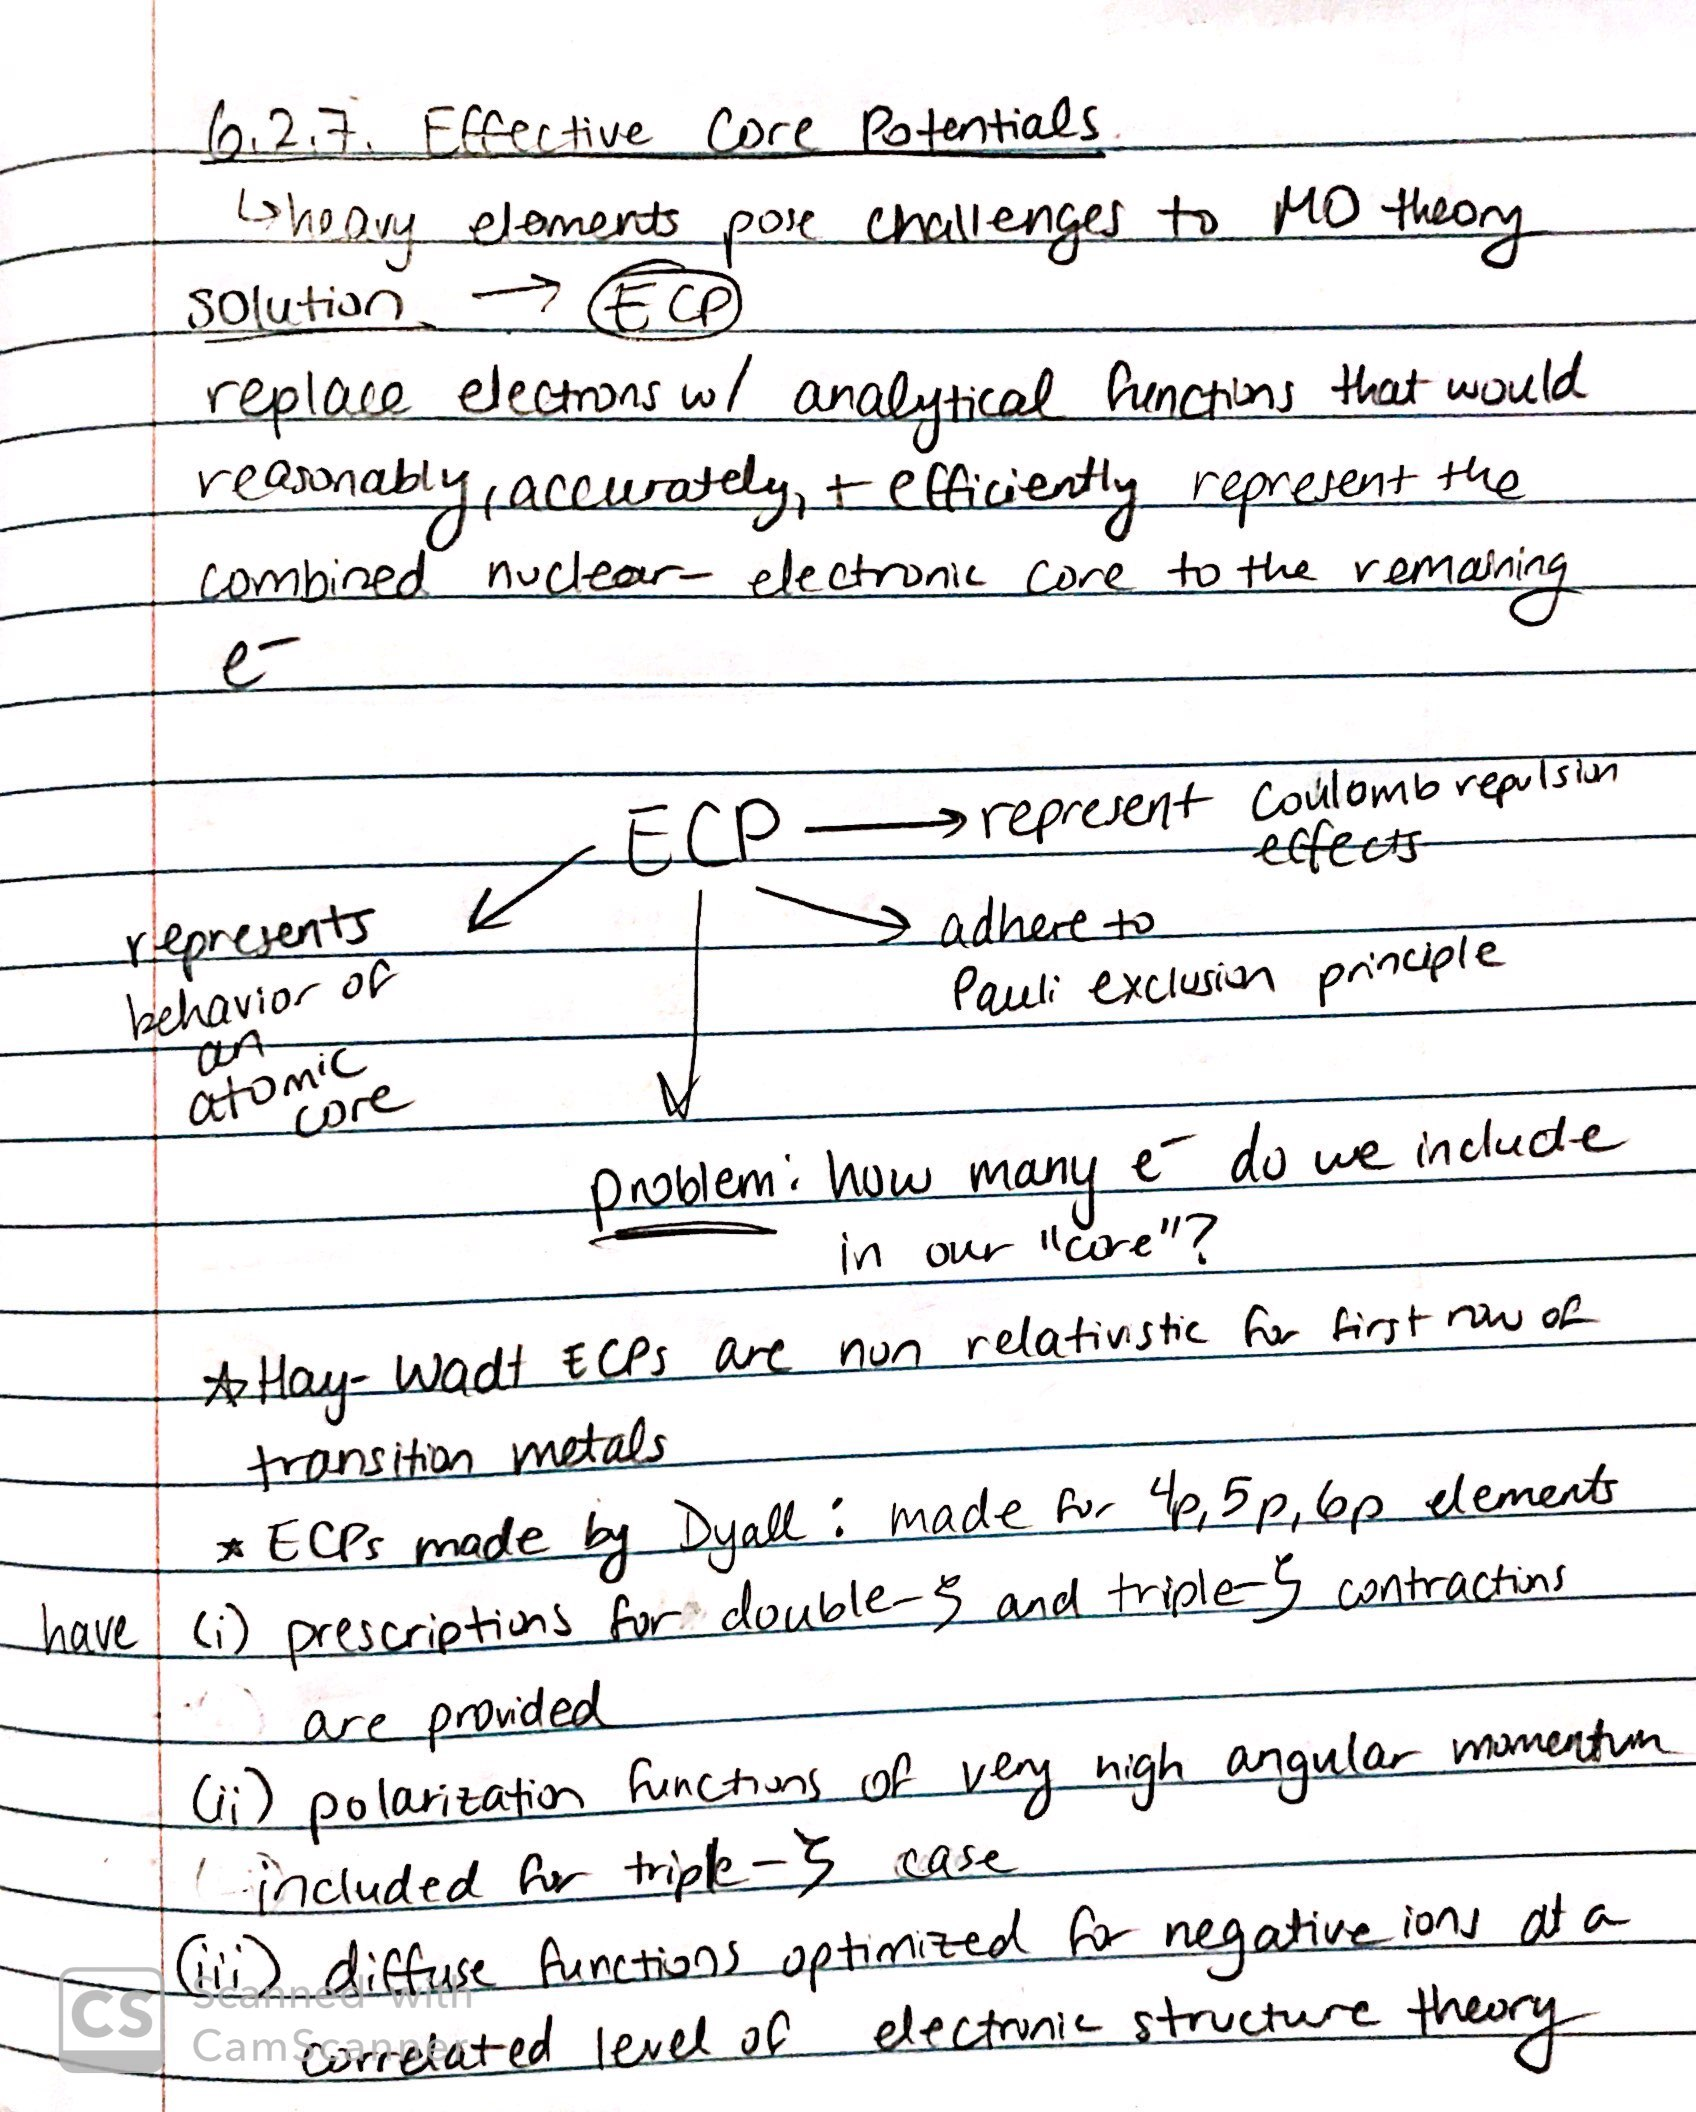 6.2.7. Effective Core Potentials
↳heavy elements pose challenges to MO theory
solution → ECP
replace electrons w/ analytical functions that would
reasonably, accurately, + efficiently represent the
combined nuclear- electronic core to the remaining
e⁻
ECP → represent Coulomb repulsion
effects
represents
behavior of
an
atomic
core
adhere to
Pauli exclusion principle
problem: how many e⁻ do we include
in our "core"?
☆ Hay-Wadt ECPs are non relativistic for first row of
transition metals
* ECPs made by Dyall: made for 4p, 5p, 6p elements
have (i) prescriptions for double-ζ and triple-ζ contractions
are provided
(ii) polarization functions of very high angular momentum
included for triple-ζ case
(iii) diffuse functions optimized for negative ions at a
correlated level of electronic structure theory
CS Scanned with
CamScanner